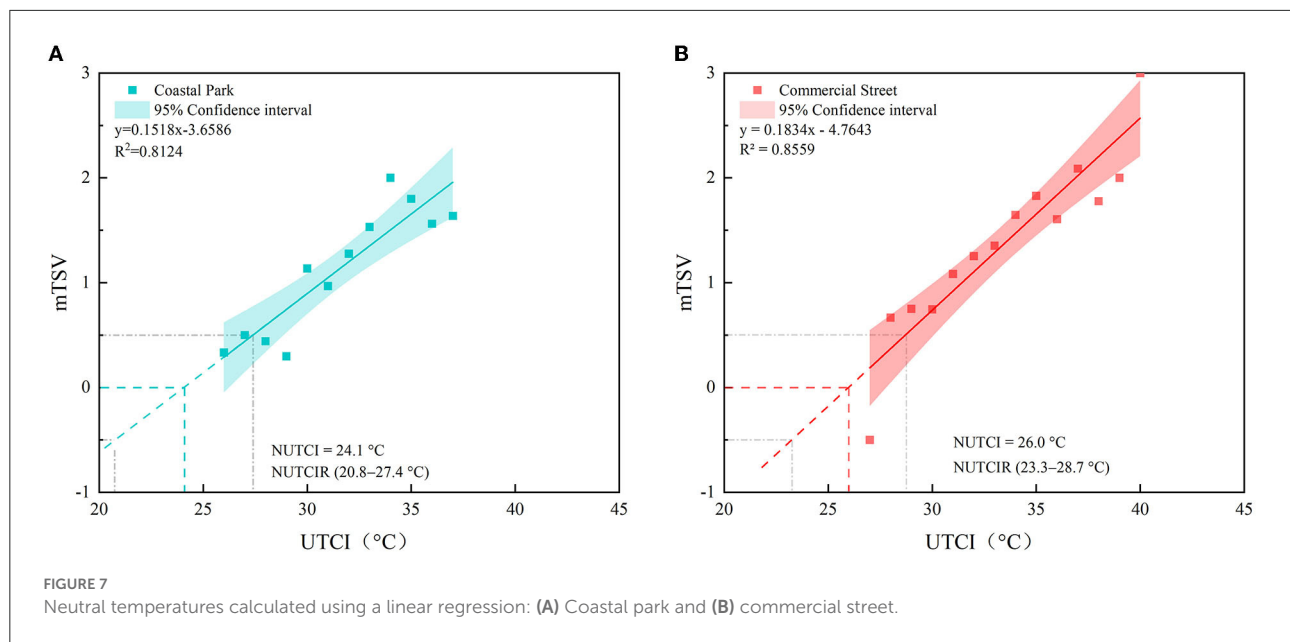 A
3
2
1
0
-1
mTSV
Coastal Park
95% Confidence interval
y=0.1518x-3.6586
R²=0.8124
NUTCI = 24.1 °C
NUTCIR (20.8–27.4 °C)
20 25 30 35 40 45
UTCI（°C）
B
3
2
1
0
-1
mTSV
Commercial Street
95% Confidence interval
y = 0.1834x - 4.7643
R² = 0.8559
NUTCI = 26.0 °C
NUTCIR (23.3–28.7 °C)
20 25 30 35 40 45
UTCI（°C）
FIGURE 7
Neutral temperatures calculated using a linear regression: (A) Coastal park and (B) commercial street.